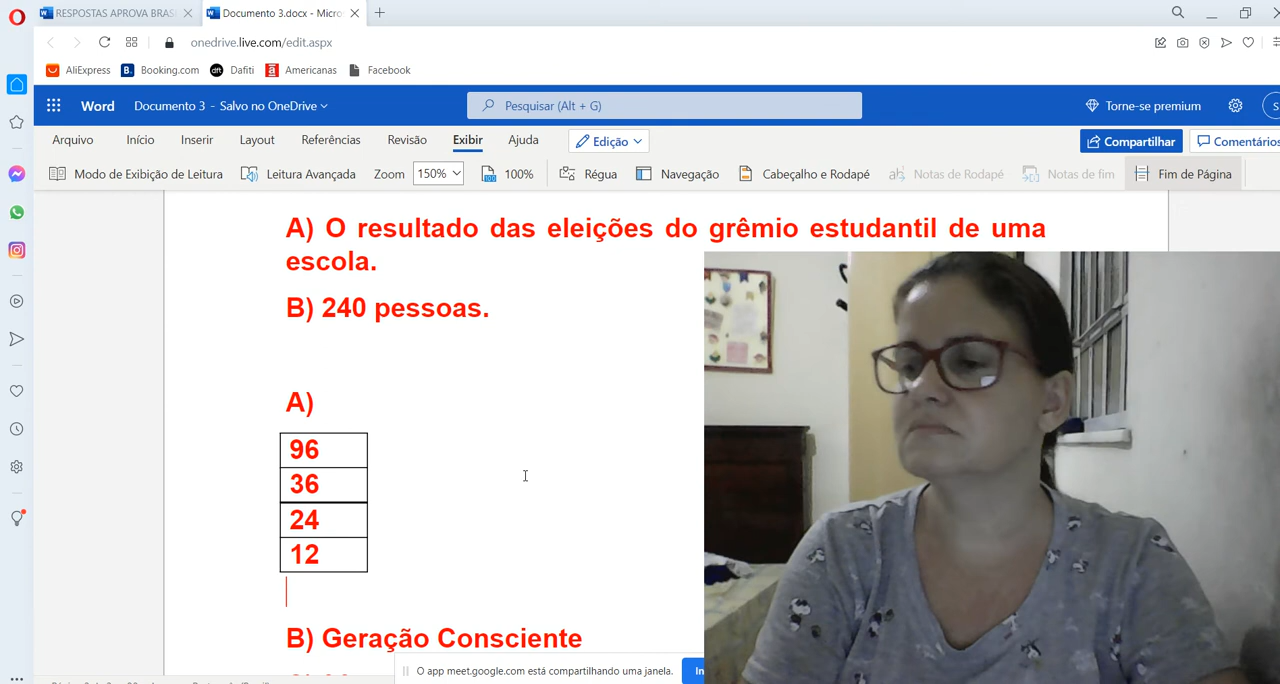 RESPOSTAS APROVA BRASI
Documento 3.docx - Micro
onedrive.live.com/edit.aspx
AliExpress Booking.com Dafiti Americanas Facebook
Word Documento 3 - Salvo no OneDrive Pesquisar (Alt + G) Torne-se premium S
Arquivo Início Inserir Layout Referências Revisão Exibir Ajuda Edição Compartilhar Comentários
Modo de Exibição de Leitura Leitura Avançada Zoom 150% 100% Régua Navegação Cabeçalho e Rodapé Notas de Rodapé Notas de fim Fim de Página
A) O resultado das eleições do grêmio estudantil de uma
escola.
B) 240 pessoas.
A)
96
36
24
12
B) Geração Consciente
O app meet.google.com está compartilhando uma janela. In